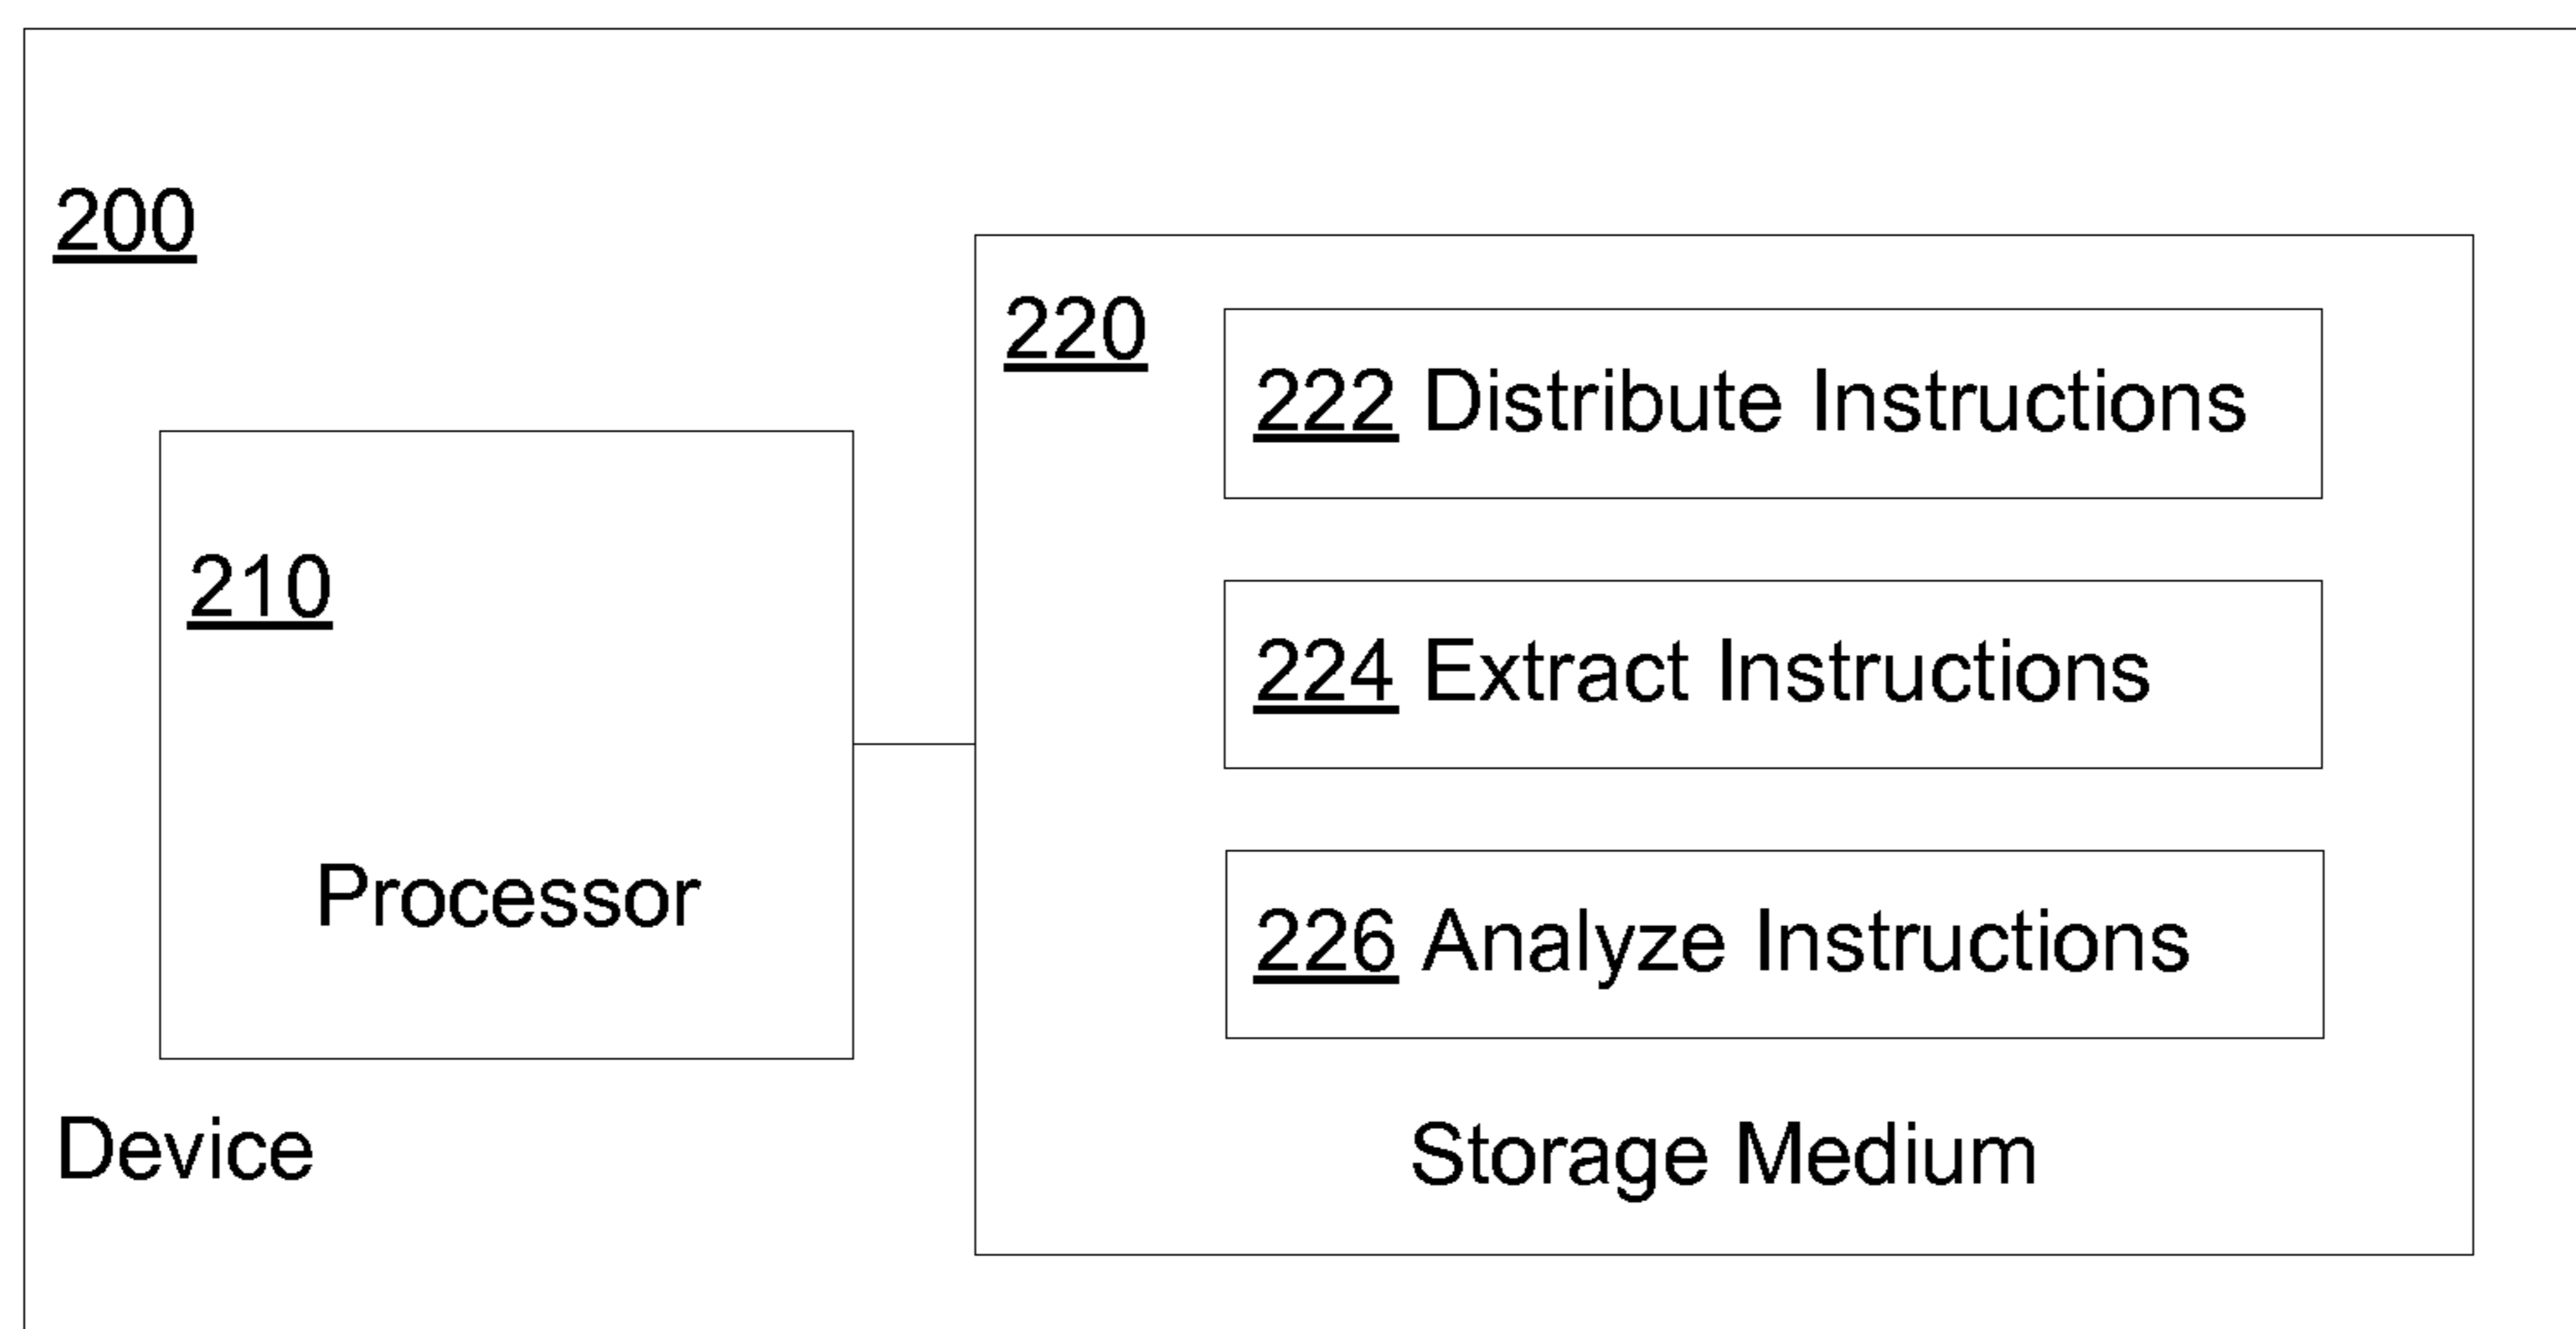 200
220
222 Distribute Instructions
210
224 Extract Instructions
Processor
226 Analyze Instructions
Device
Storage Medium